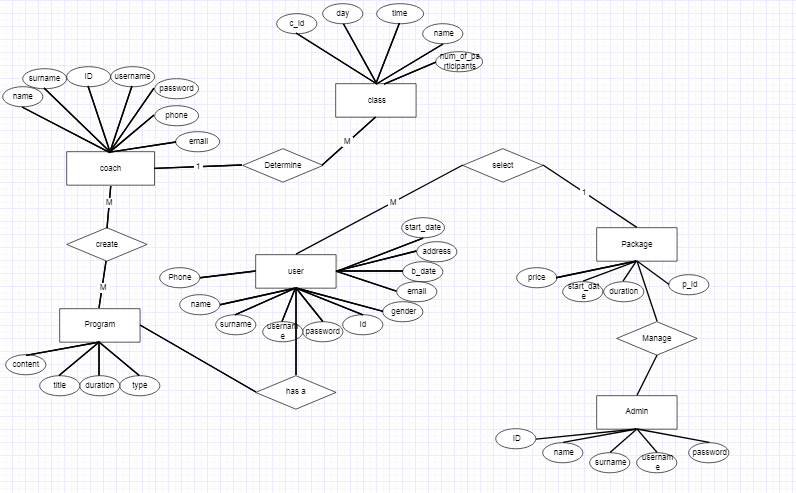 c_id
day
time
name
num_of_pa
rticipants
class
surname
ID
username
password
name
phone
email
coach
1
Determine
M
M
create
M
select
M
1
start_date
address
b_date
email
gender
Phone
user
name
surname
usernam
e
password
id
Program
content
title
duration
type
has a
Package
price
start_dat
e
duration
p_id
Manage
Admin
ID
name
surname
usernam
e
password